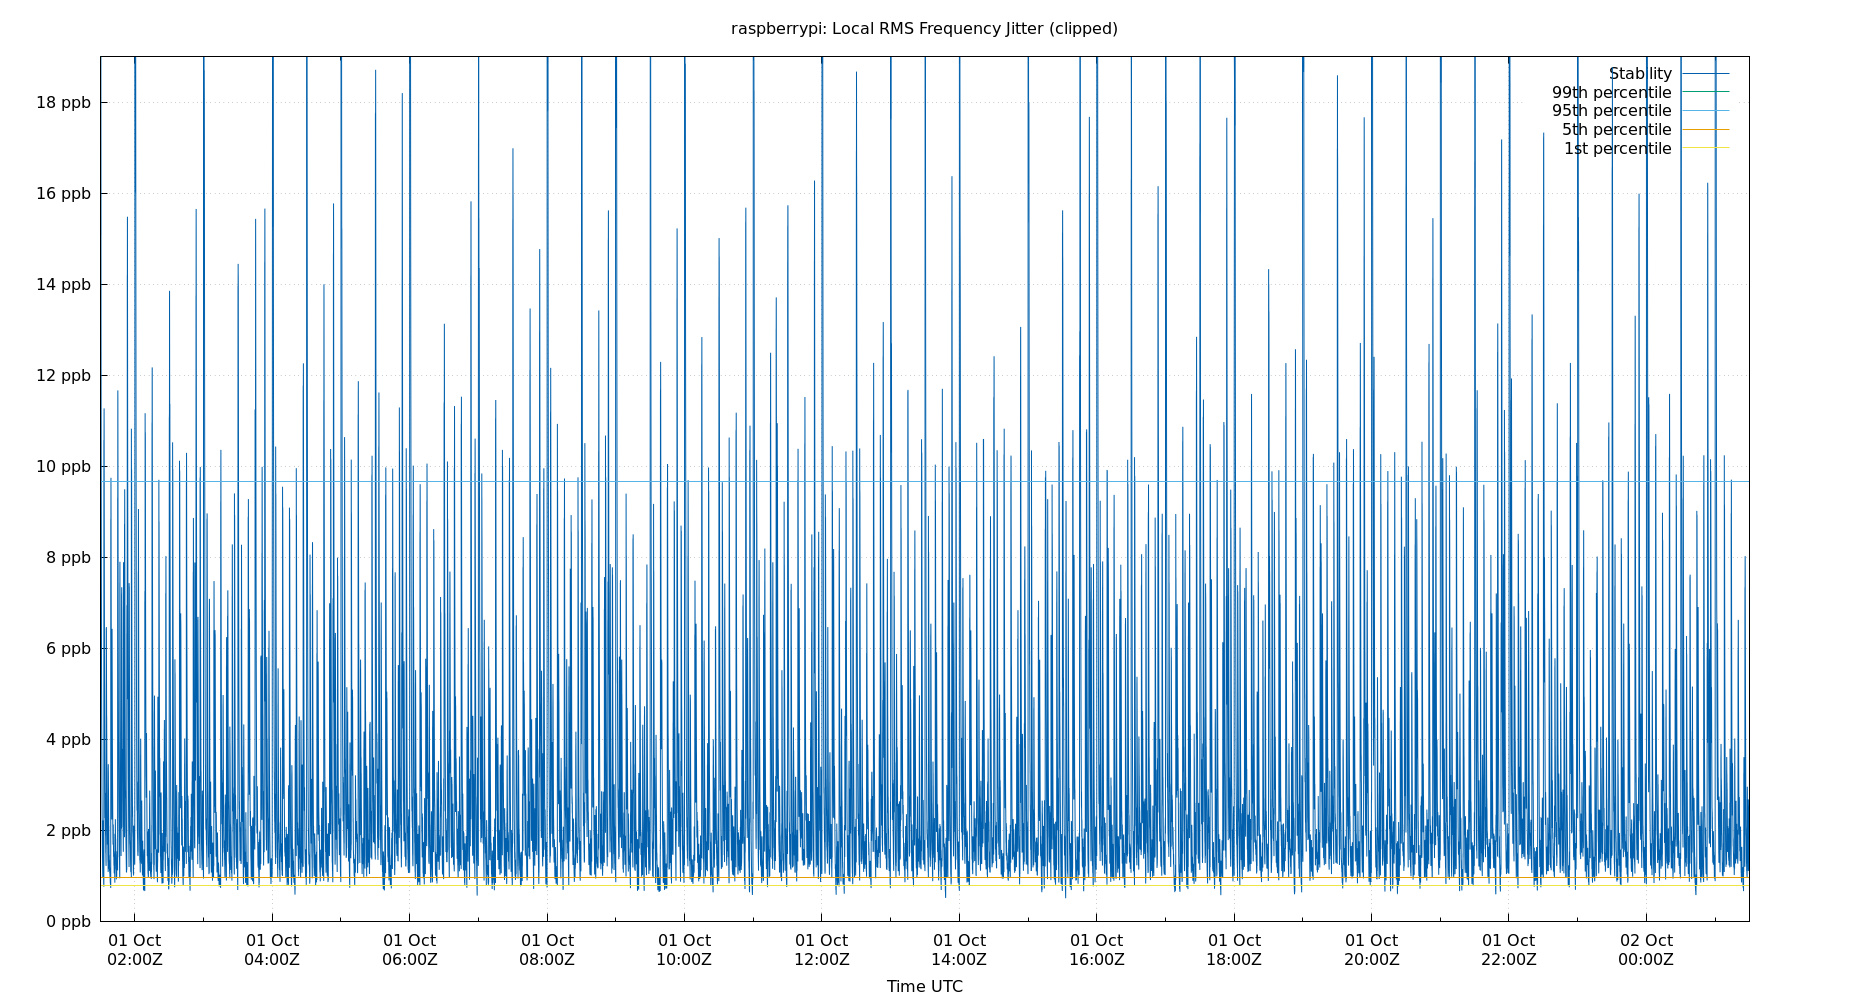 raspberrypi: Local RMS Frequency Jitter (clipped)
Stability
99th percentile
95th percentile
5th percentile
1st percentile
18 ppb
16 ppb
14 ppb
12 ppb
10 ppb
8 ppb
6 ppb
4 ppb
2 ppb
0 ppb
01 Oct 01 Oct 01 Oct 01 Oct 01 Oct 01 Oct 01 Oct 01 Oct 01 Oct 01 Oct 01 Oct 02 Oct
02:00Z 04:00Z 06:00Z 08:00Z 10:00Z 12:00Z 14:00Z 16:00Z 18:00Z 20:00Z 22:00Z 00:00Z
Time UTC